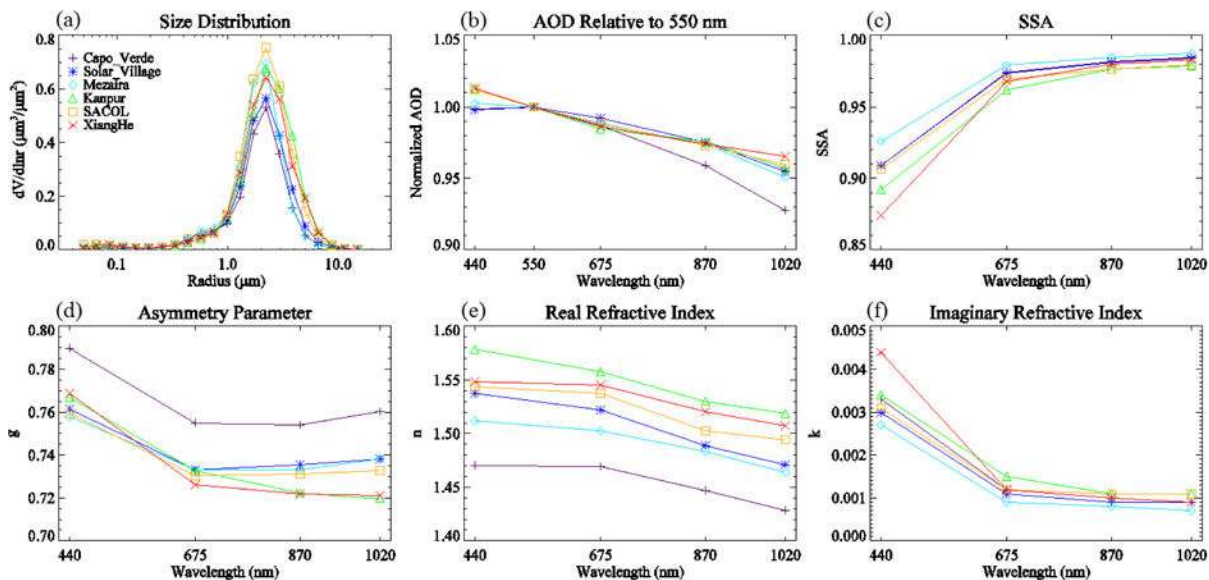 (a) Size Distribution
dV/dlnr (μm³/μm²)
0.8
0.6
0.4
0.2
0.0
Capo_Verde
Solar_Village
Mezaira
Kanpur
SACOL
XiangHe
0.1 1.0 10.0
Radius (μm)
(b) AOD Relative to 550 nm
Normalized AOD
1.05
1.00
0.95
0.90
440 550 675 870 1020
Wavelength (nm)
(c) SSA
SSA
1.00
0.95
0.90
0.85
440 675 870 1020
Wavelength (nm)
(d) Asymmetry Parameter
g
0.80
0.78
0.76
0.74
0.72
0.70
440 675 870 1020
Wavelength (nm)
(e) Real Refractive Index
n
1.60
1.55
1.50
1.45
1.40
440 675 870 1020
Wavelength (nm)
(f) Imaginary Refractive Index
k
0.005
0.004
0.003
0.002
0.001
0.000
440 675 870 1020
Wavelength (nm)